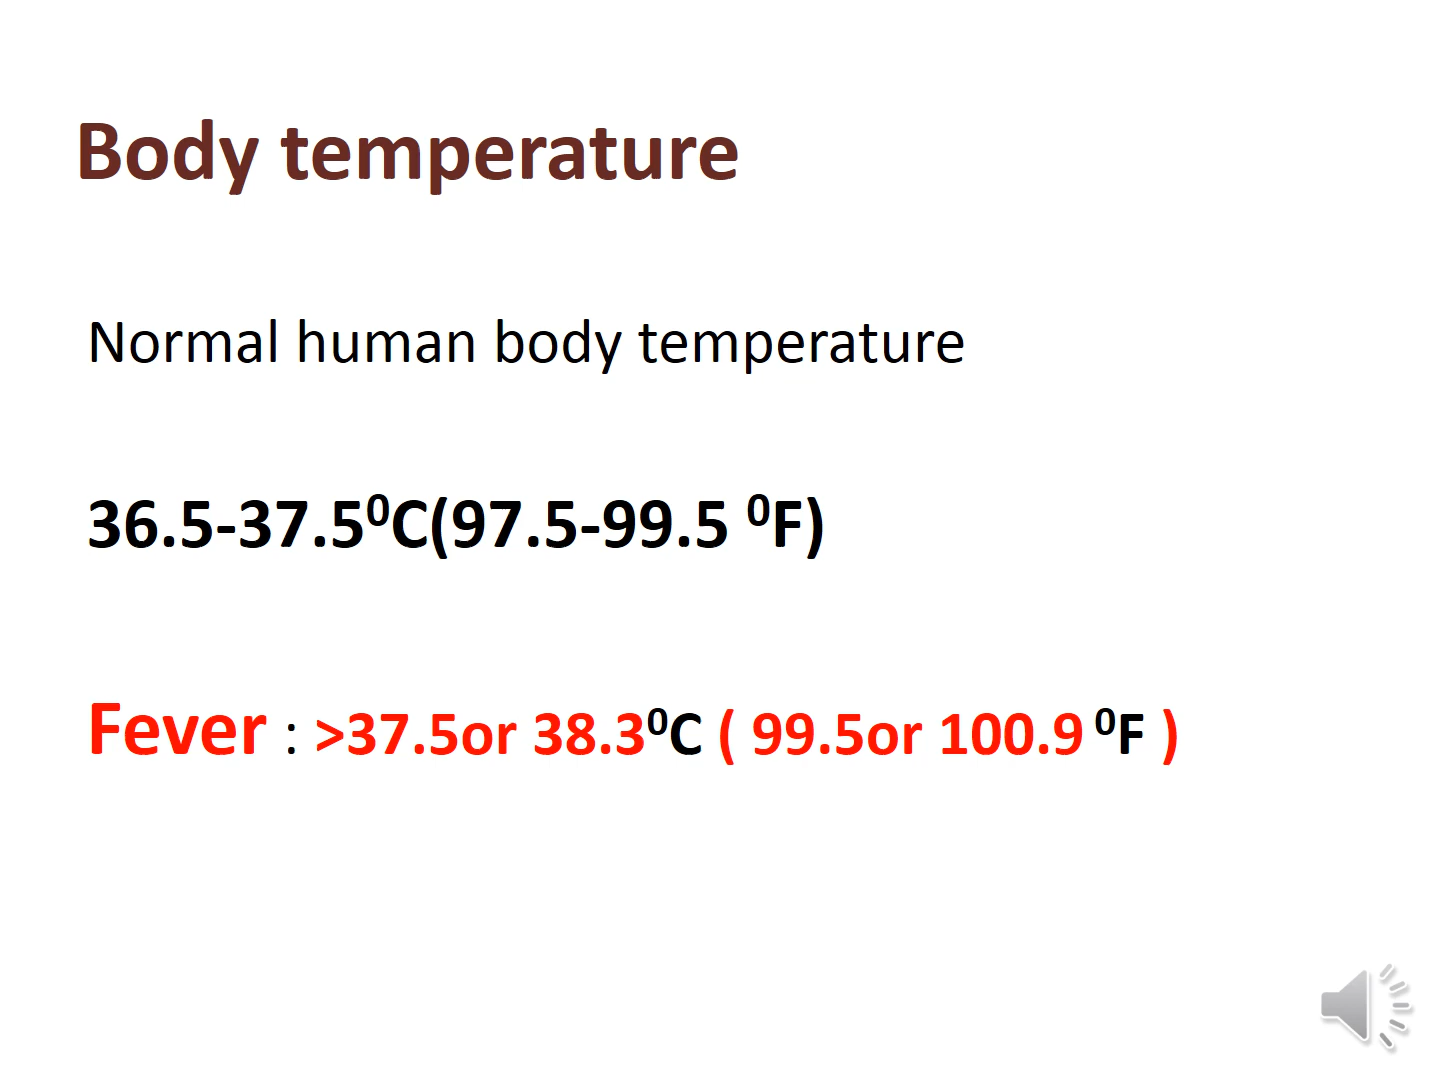 Body temperature
Normal human body temperature
36.5-37.5⁰C(97.5-99.5 ⁰F)
Fever : >37.5or 38.3⁰C ( 99.5or 100.9 ⁰F )